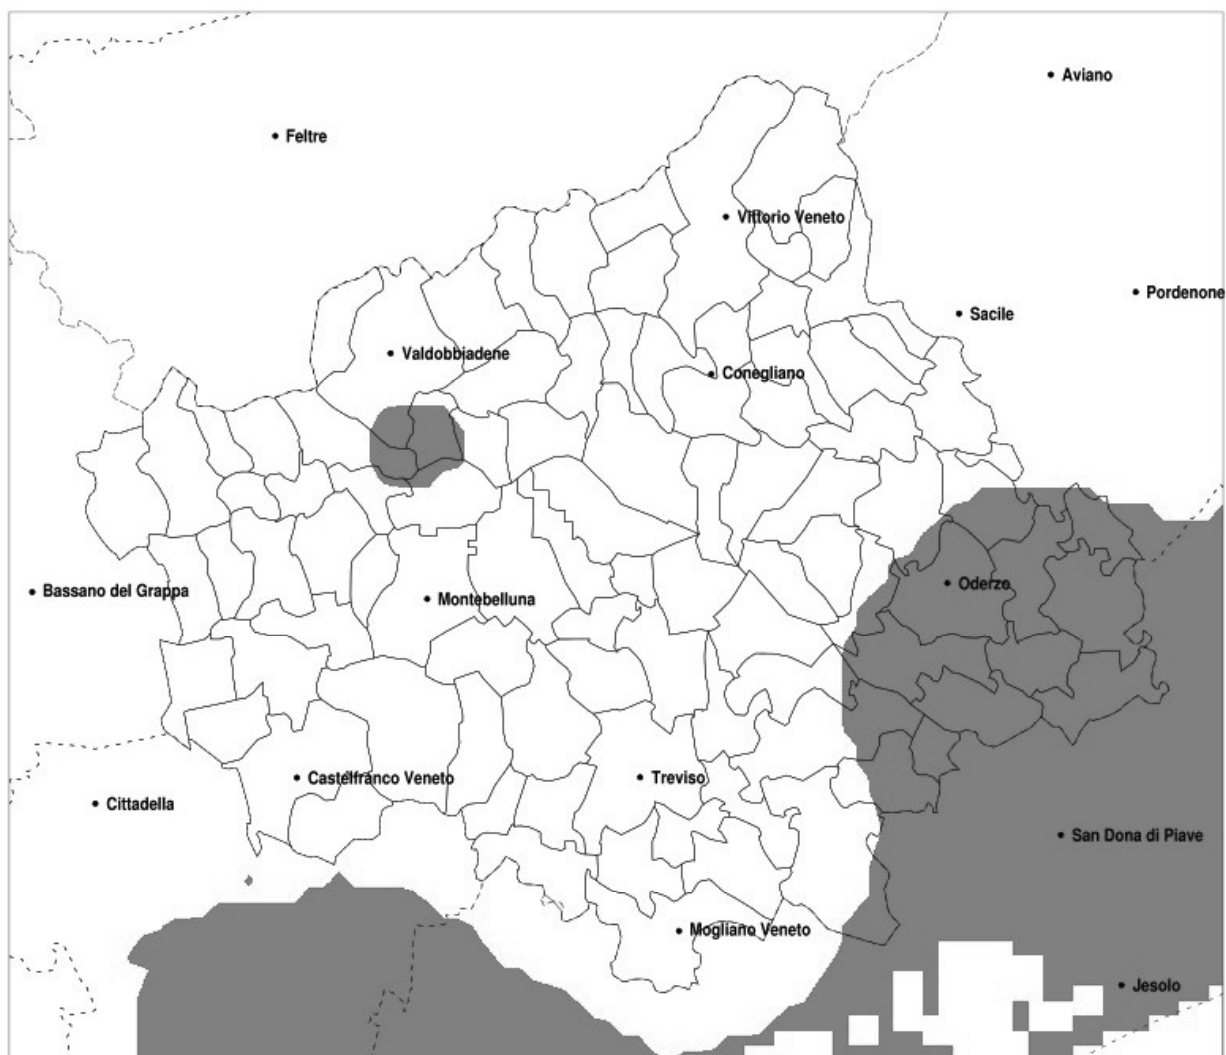 Aviano
Feltre
Vittorio Veneto
Pordenone
Sacile
Valdobbiadene
Conegliano
Oderzo
Bassano del Grappa
Montebelluna
Castelfranco Veneto
Treviso
Cittadella
San Dona di Piave
Mogliano Veneto
Jesolo